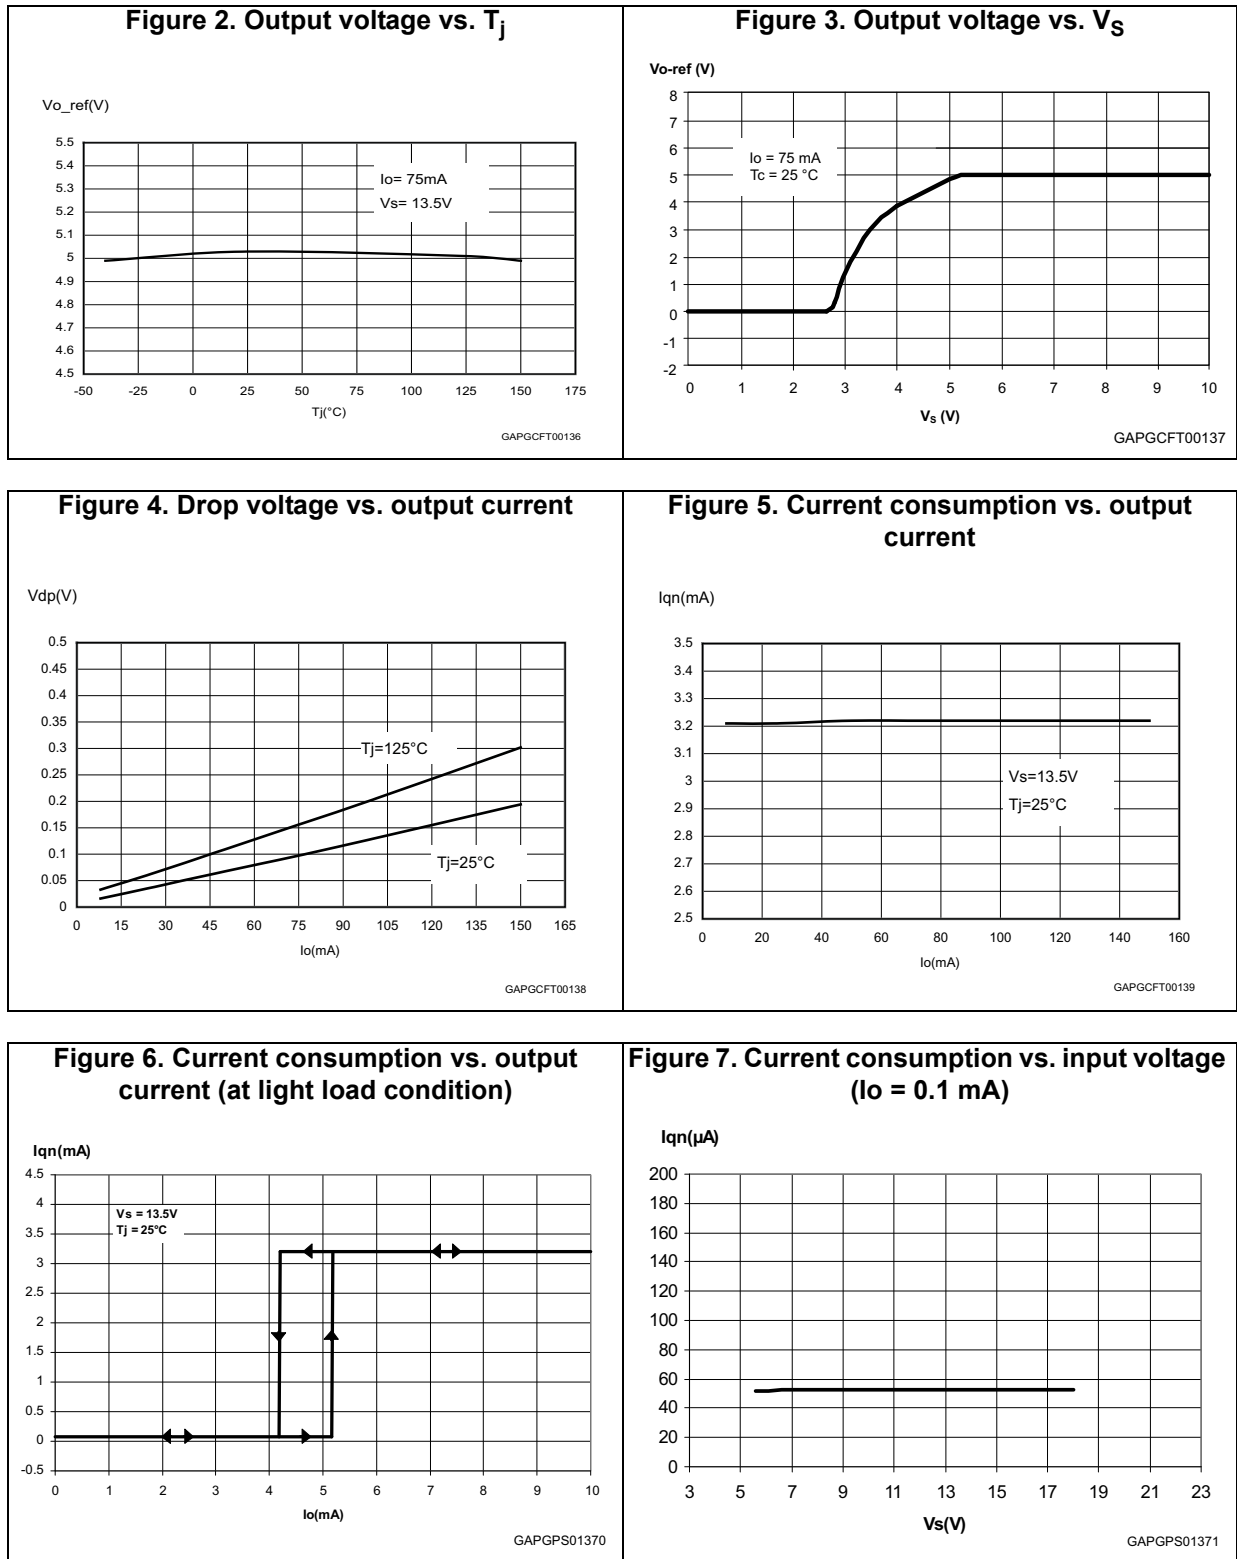 Figure 2. Output voltage vs. Tj
Vo_ref(V)
5.5
5.4
5.3
5.2
5.1
5
4.9
4.8
4.7
4.6
4.5
Io= 75mA
Vs= 13.5V
-50 -25 0 25 50 75 100 125 150 175
Tj(°C)
GAPGCFT00136
Figure 3. Output voltage vs. VS
Vo-ref (V)
8
7
6
5
4
3
2
1
0
-1
-2
Io = 75 mA
Tc = 25 °C
0 1 2 3 4 5 6 7 8 9 10
VS (V)
GAPGCFT00137
Figure 4. Drop voltage vs. output current
Vdp(V)
0.5
0.45
0.4
0.35
0.3
0.25
0.2
0.15
0.1
0.05
0
Tj=125°C
Tj=25°C
0 15 30 45 60 75 90 105 120 135 150 165
Io(mA)
GAPGCFT00138
Figure 5. Current consumption vs. output
current
Iqn(mA)
3.5
3.4
3.3
3.2
3.1
3
2.9
2.8
2.7
2.6
2.5
Vs=13.5V
Tj=25°C
0 20 40 60 80 100 120 140 160
Io(mA)
GAPGCFT00139
Figure 6. Current consumption vs. output
current (at light load condition)
Iqn(mA)
4.5
4
3.5
3
2.5
2
1.5
1
0.5
0
-0.5
Vs = 13.5V
Tj = 25°C
0 1 2 3 4 5 6 7 8 9 10
Io(mA)
GAPGPS01370
Figure 7. Current consumption vs. input voltage
(Io = 0.1 mA)
Iqn(µA)
200
180
160
140
120
100
80
60
40
20
0
3 5 7 9 11 13 15 17 19 21 23
Vs(V)
GAPGPS01371